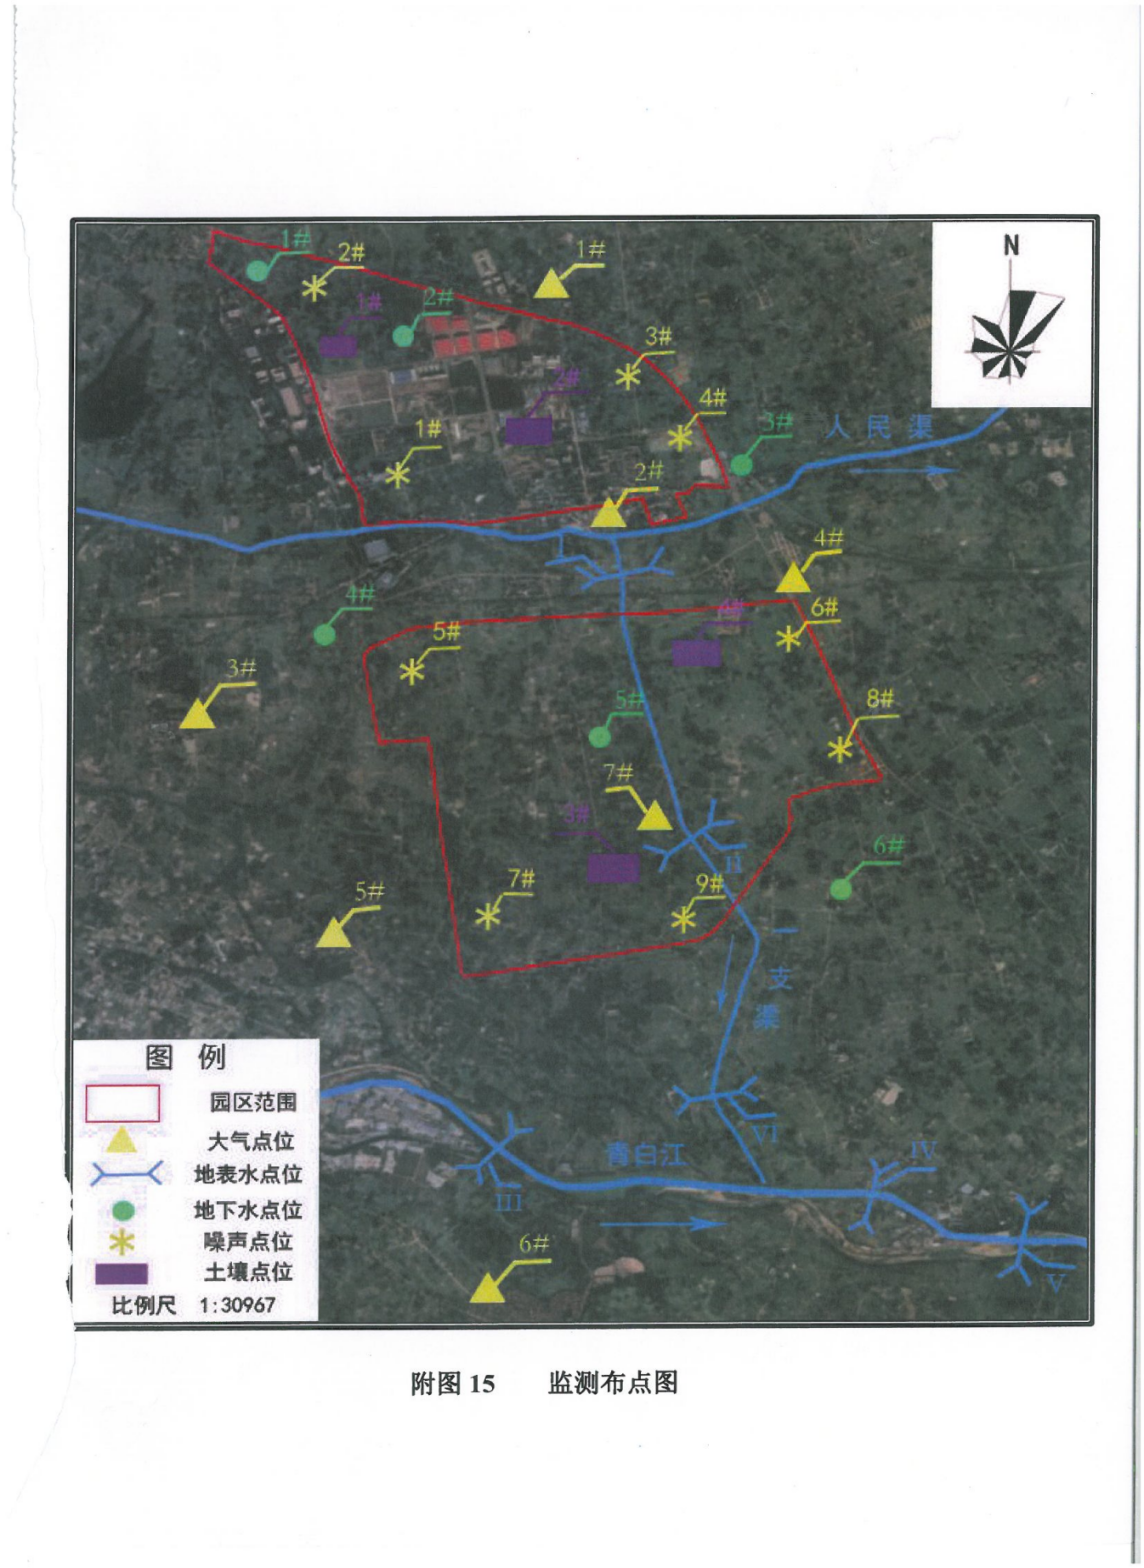 N
1#
2#
1#
1#
2#
3#
2#
4#
3#
人民渠
1#
2#
4#
4#
4#
6#
5#
3#
8#
5#
7#
3#
6#
II
7#
9#
5#
一支渠
VI
青白江
IV
III
V
6#
图 例
园区范围
大气点位
地表水点位
地下水点位
噪声点位
土壤点位
比例尺 1:30967
附图 15 监测布点图